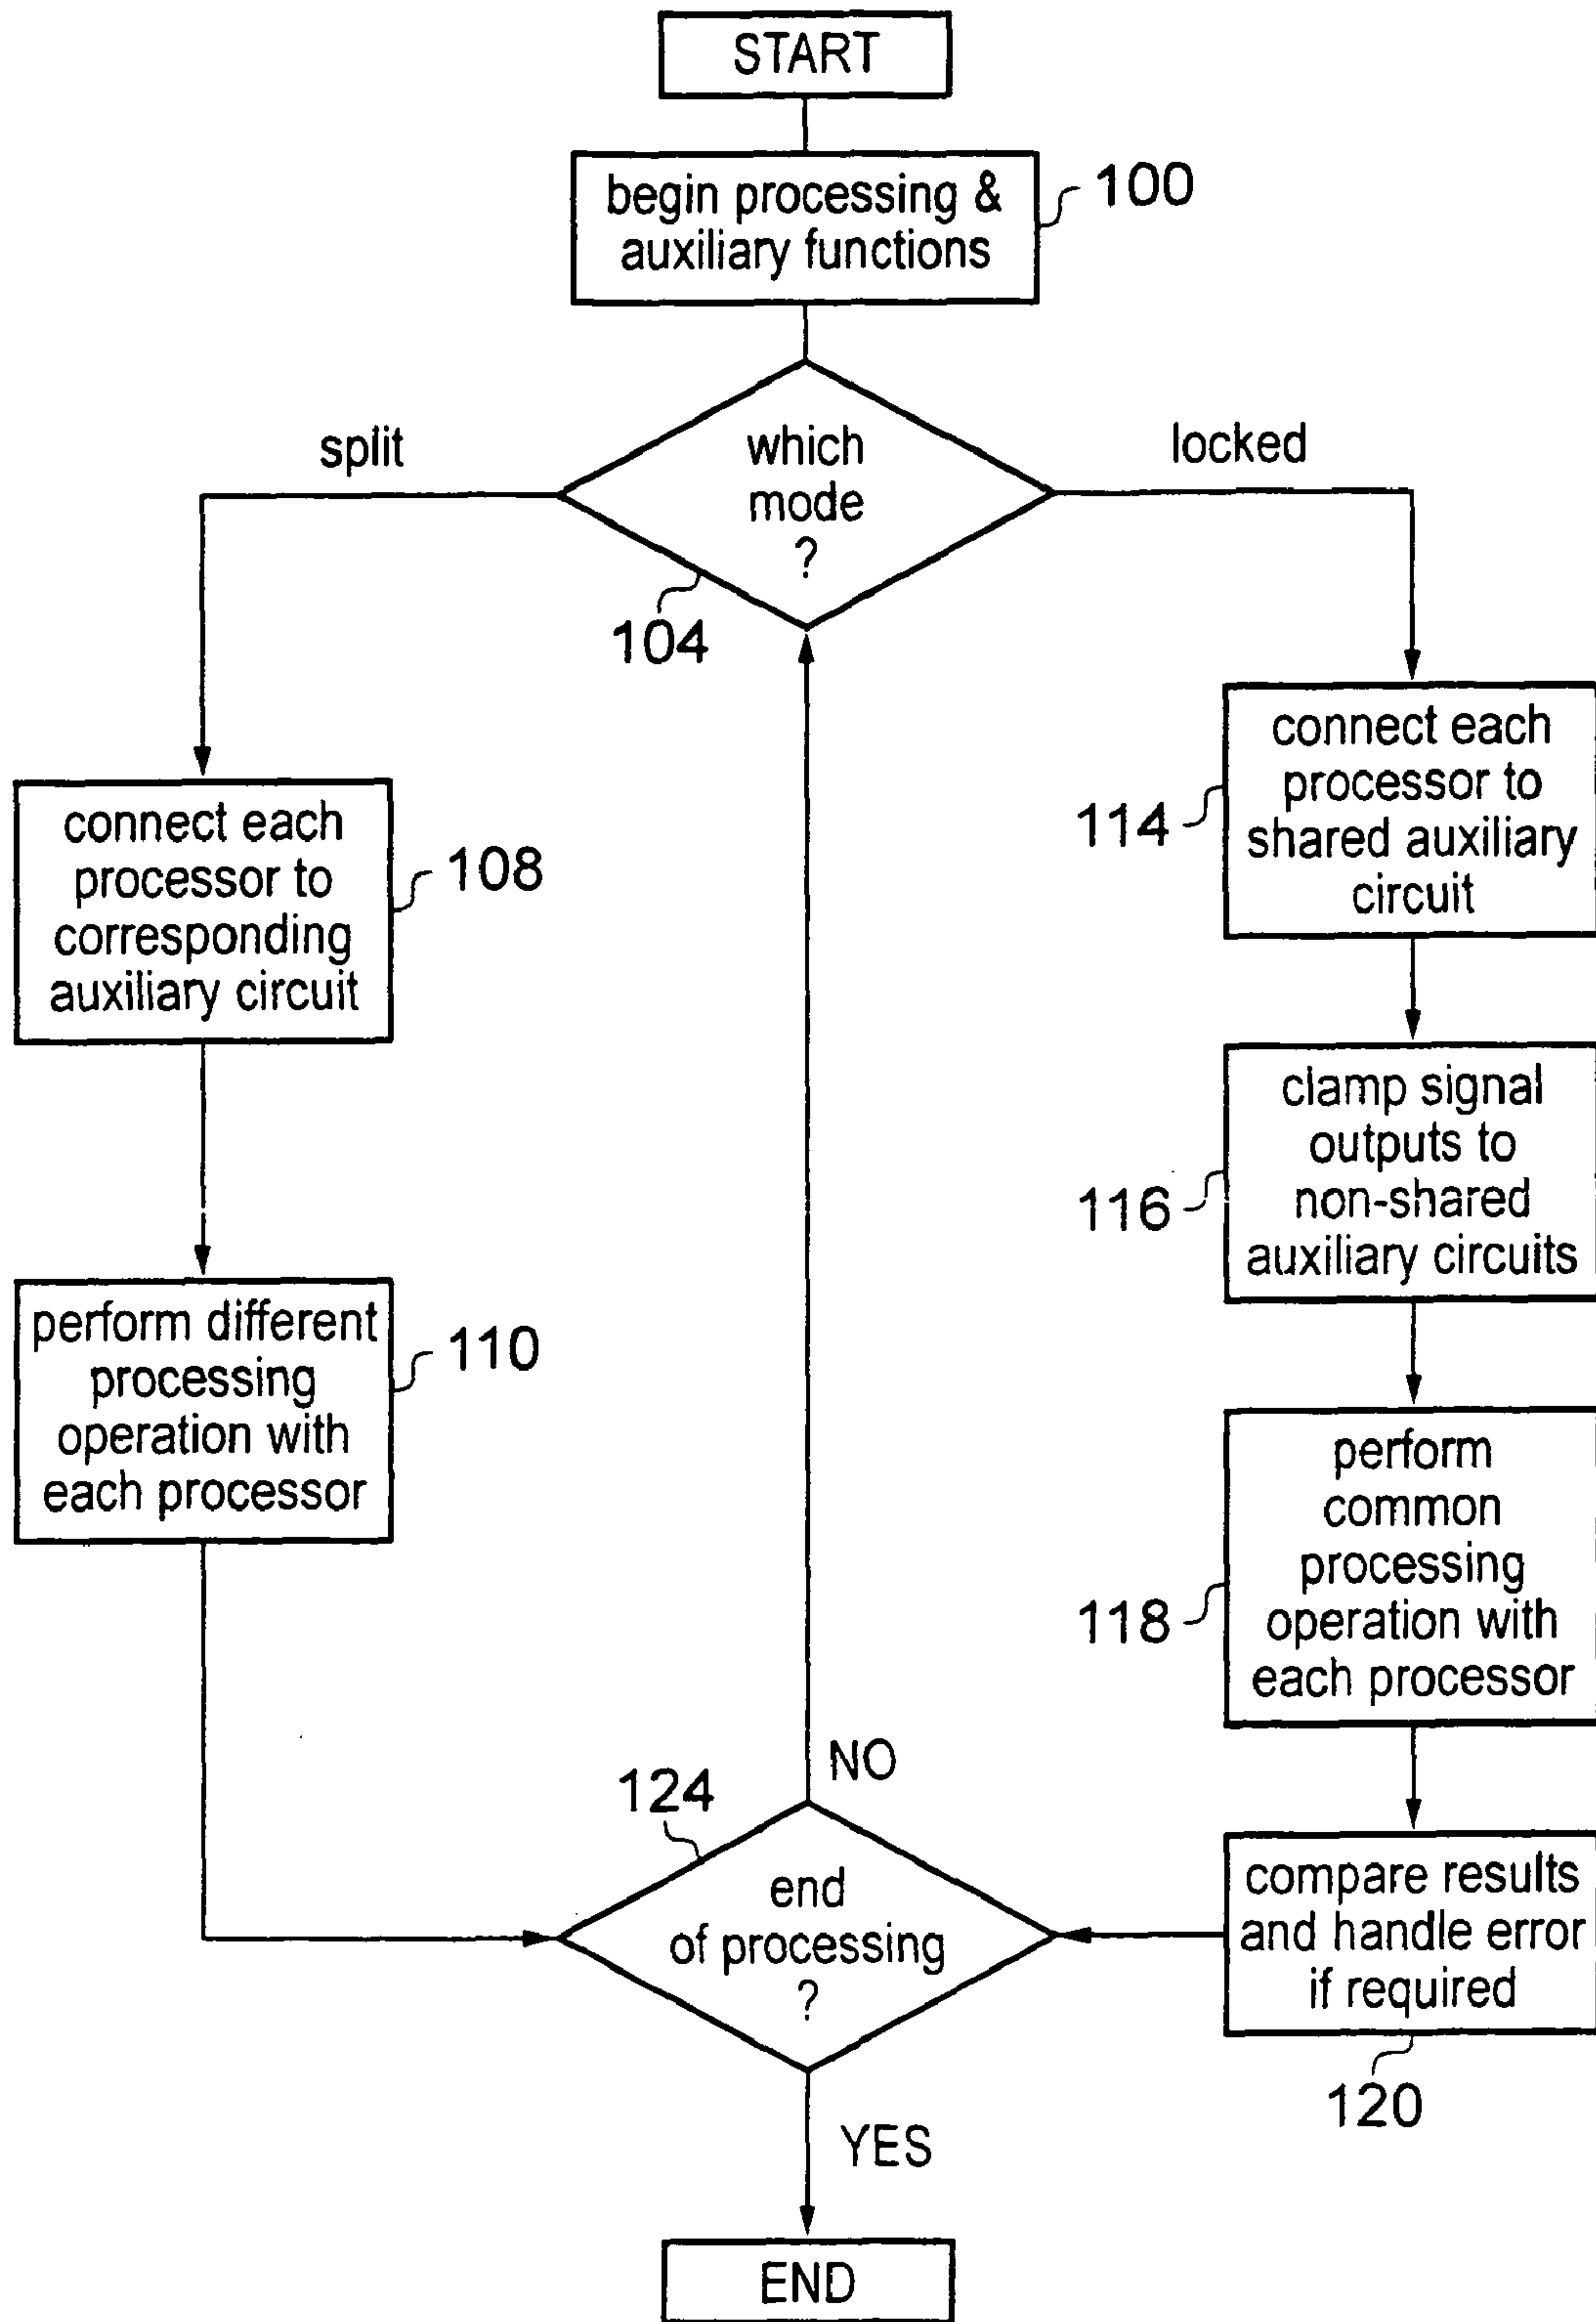 START
begin processing &
auxiliary functions
100
which
mode
?
104
split
locked
connect each
processor to
corresponding
auxiliary circuit
108
perform different
processing
operation with
each processor
110
connect each
processor to
shared auxiliary
circuit
114
clamp signal
outputs to
non-shared
auxiliary circuits
116
perform
common
processing
operation with
each processor
118
compare results
and handle error
if required
120
NO
124
end
of processing
?
YES
END